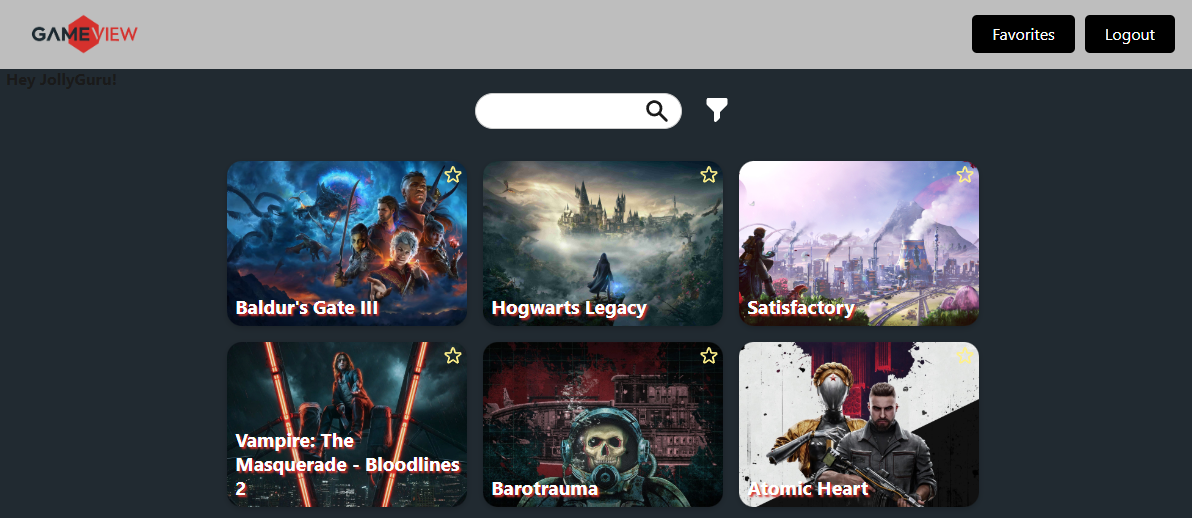 GAMEVIEW
Favorites
Logout
Hey JollyGuru!
Baldur's Gate III
Hogwarts Legacy
Satisfactory
Vampire: The
Masquerade - Bloodlines
2
Barotrauma
Atomic Heart